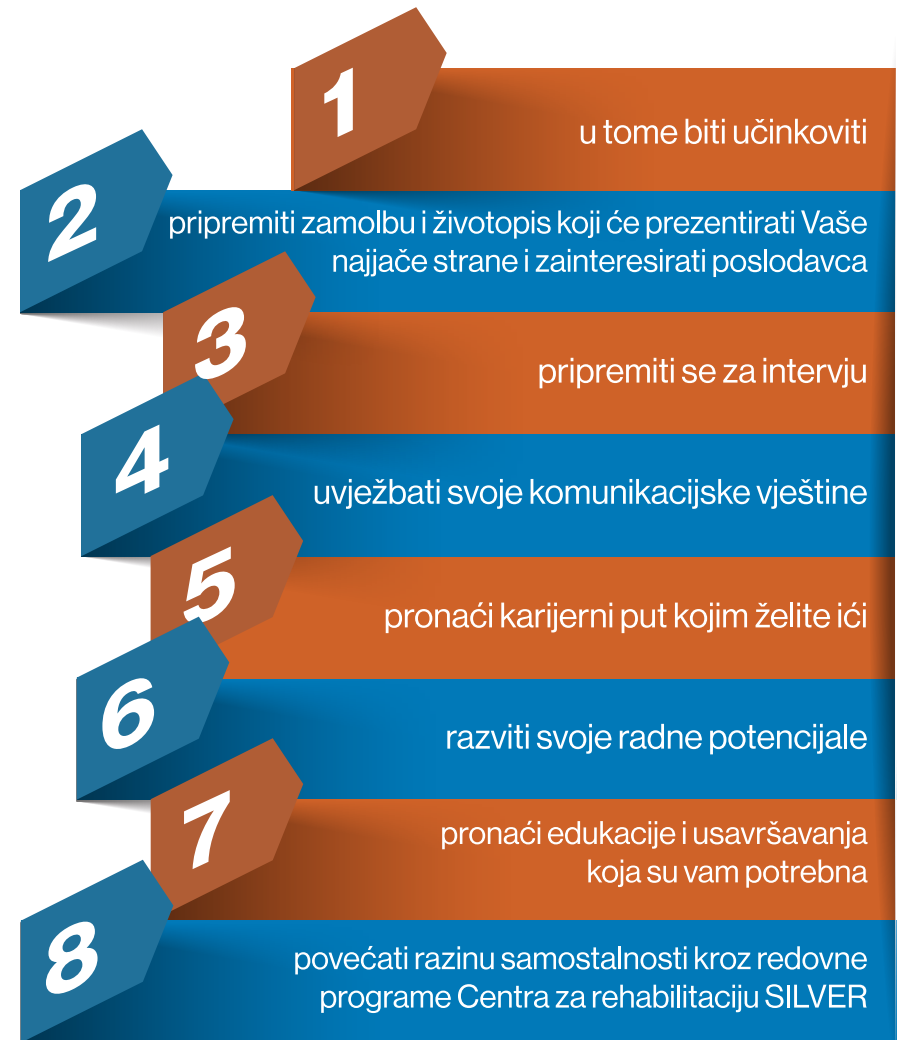 1
u tome biti učinkoviti
2
pripremiti zamolbu i životopis koji će prezentirati Vaše
najjače strane i zainteresirati poslodavca
3
pripremiti se za intervju
4
uvježbati svoje komunikacijske vještine
5
pronaći karijerni put kojim želite ići
6
razviti svoje radne potencijale
7
pronaći edukacije i usavršavanja
koja su vam potrebna
8
povećati razinu samostalnosti kroz redovne
programe Centra za rehabilitaciju SILVER